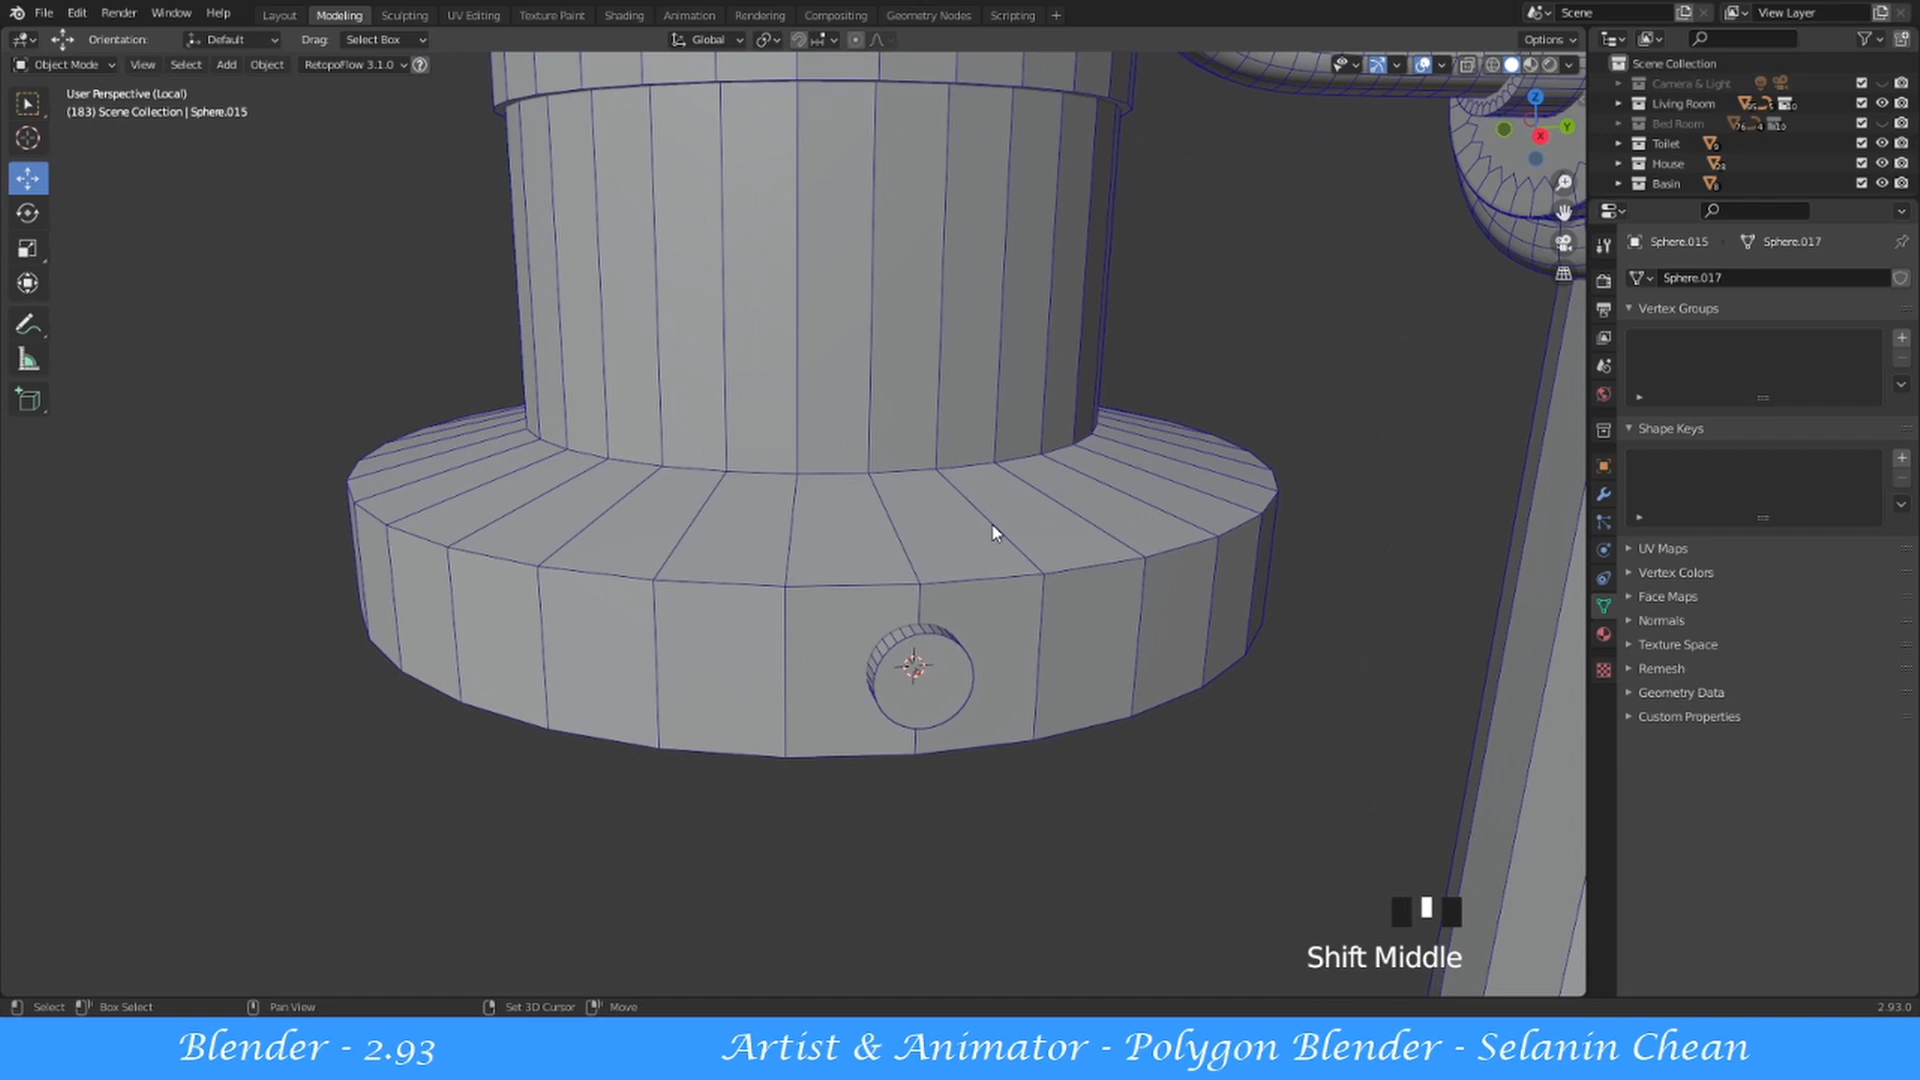 File Edit Render Window Help Layout Modeling Sculpting UV Editing Texture Paint Shading Animation Rendering Compositing Geometry Nodes Scripting + Scene View Layer
Orientation: Default Drag: Select Box Global Options
Object Mode View Select Add Object RetopoFlow 3.1.0
User Perspective (Local)
(183) Scene Collection | Sphere.015
Z
Y
X
Scene Collection
Camera & Light
Living Room
Bed Room
Toilet
House
Basin
Sphere.015 Sphere.017
Sphere.017
Vertex Groups
Shape Keys
UV Maps
Vertex Colors
Face Maps
Normals
Texture Space
Remesh
Geometry Data
Custom Properties
Shift Middle
Select Box Select Pan View Set 3D Cursor Move 2.93.0
Blender - 2.93 Artist & Animator - Polygon Blender - Selanin Chean